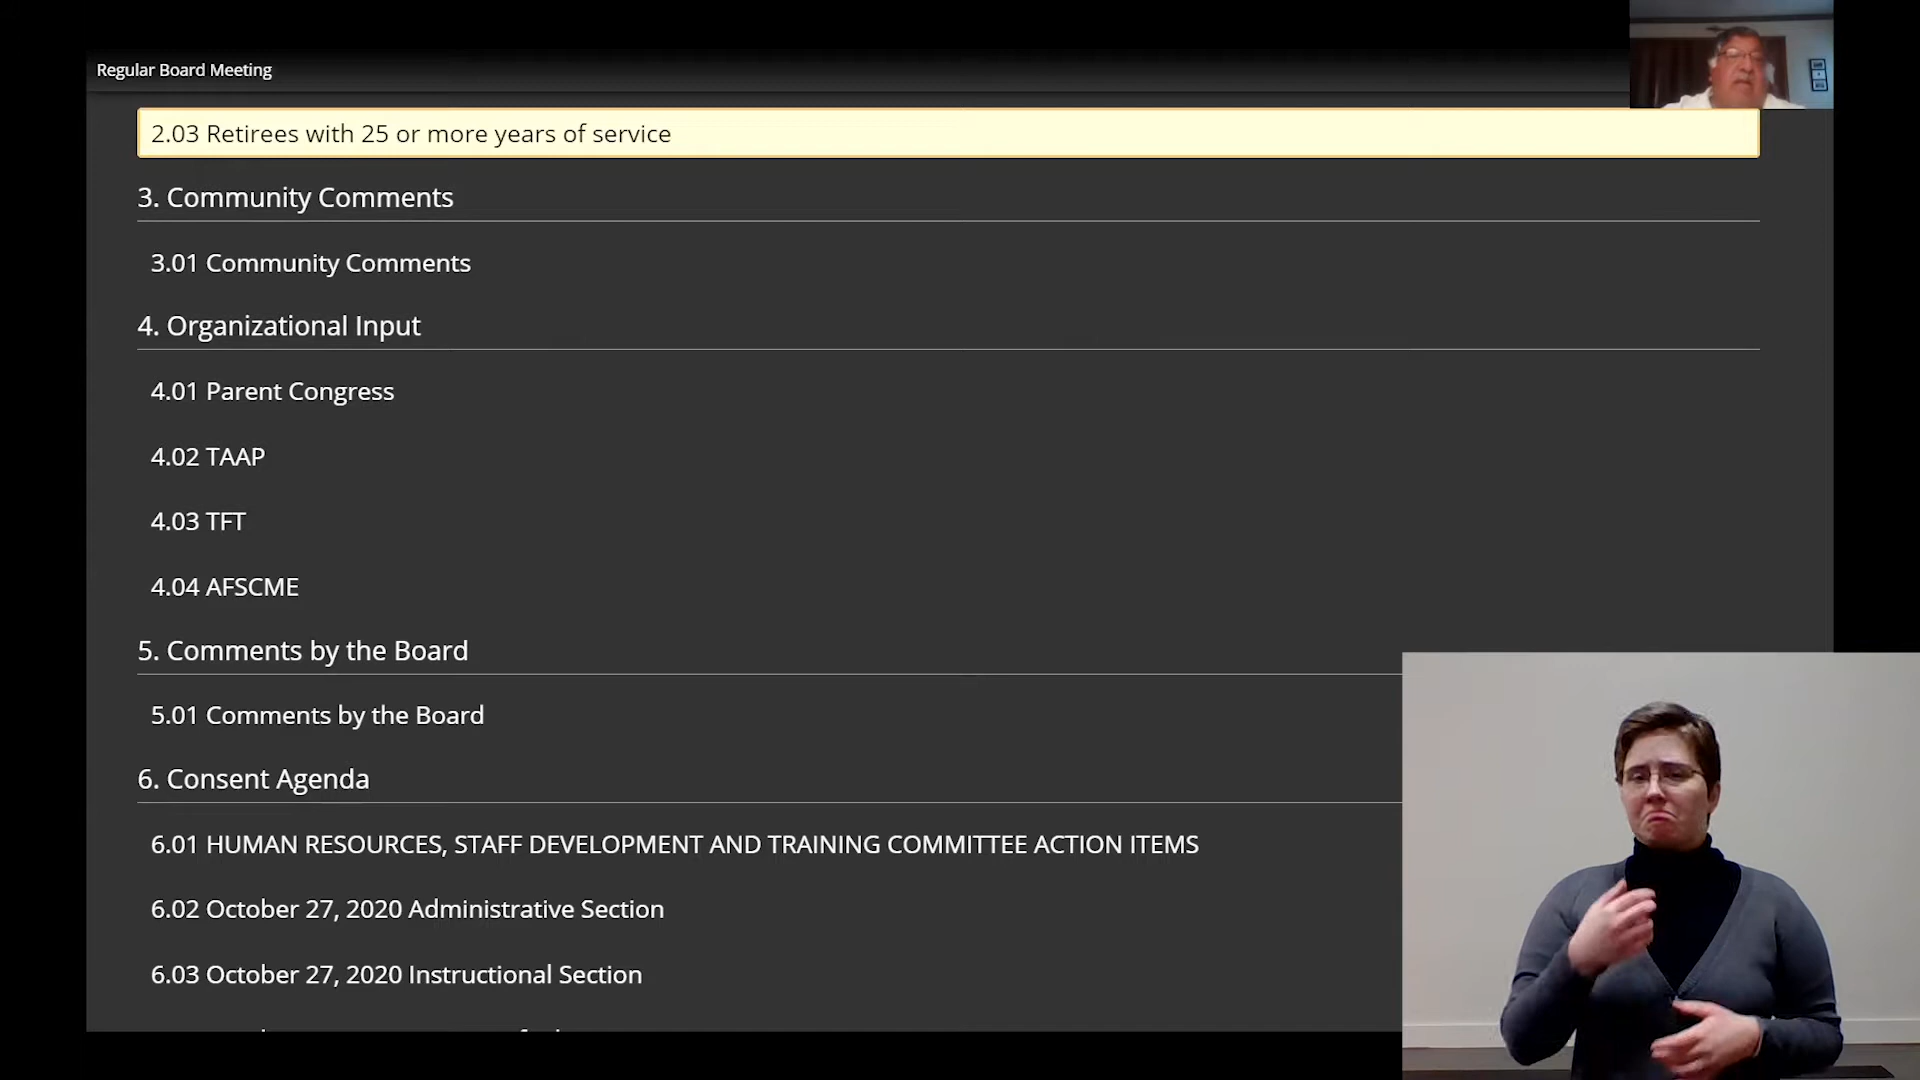 Regular Board Meeting
2.03 Retirees with 25 or more years of service
3. Community Comments
3.01 Community Comments
4. Organizational Input
4.01 Parent Congress
4.02 TAAP
4.03 TFT
4.04 AFSCME
5. Comments by the Board
5.01 Comments by the Board
6. Consent Agenda
6.01 HUMAN RESOURCES, STAFF DEVELOPMENT AND TRAINING COMMITTEE ACTION ITEMS
6.02 October 27, 2020 Administrative Section
6.03 October 27, 2020 Instructional Section